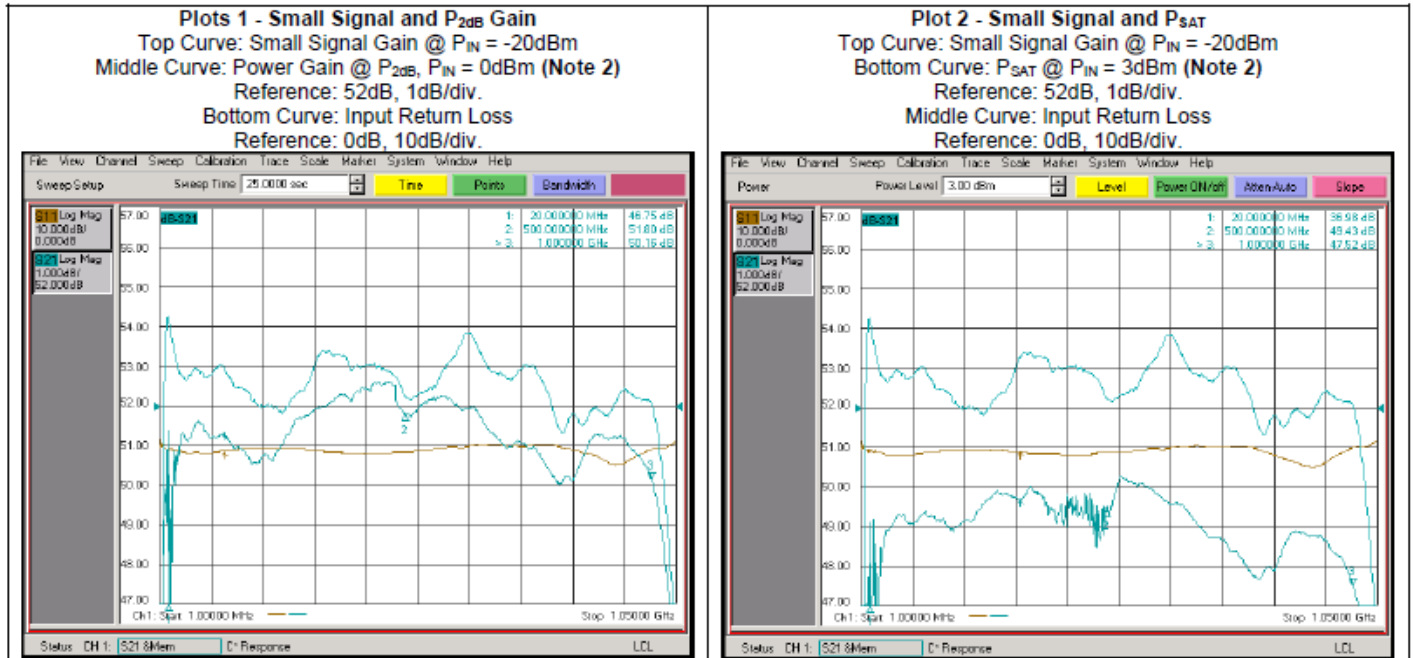 Plots 1 - Small Signal and P2dB Gain
Top Curve: Small Signal Gain @ PIN = -20dBm
Middle Curve: Power Gain @ P2dB, PIN = 0dBm (Note 2)
Reference: 52dB, 1dB/div.
Bottom Curve: Input Return Loss
Reference: 0dB, 10dB/div.
File View Channel Sweep Calibration Trace Scale Marker System Window Help
Sweep Setup Sweep Time 25.0000 sec Time Points Bandwidth
S11 Log Mag
10.000dB/
0.000dB
S21 Log Mag
1.000dB/
52.000dB
57.00 dB-S21
1: 20.000000 MHz 46.75 dB
2: 500.000000 MHz 51.80 dB
> 3: 1.000000 GHz 50.16 dB
56.00
55.00
54.00
53.00
52.00
2
51.00
3
50.00
49.00
48.00
47.00
Ch1: Start 1.00000 MHz Stop 1.05000 GHz
Status CH 1: S21 &Mem C* Response LCL
Plot 2 - Small Signal and PSAT
Top Curve: Small Signal Gain @ PIN = -20dBm
Bottom Curve: PSAT @ PIN = 3dBm (Note 2)
Reference: 52dB, 1dB/div.
Middle Curve: Input Return Loss
Reference: 0dB, 10dB/div.
File View Channel Sweep Calibration Trace Scale Marker System Window Help
Power Power Level 3.00 dBm Level Power ON/off Atten-Auto Slope
S11 Log Mag
10.000dB/
0.000dB
S21 Log Mag
1.000dB/
52.000dB
57.00 dB-S21
1: 20.000000 MHz 36.98 dB
2: 500.000000 MHz 49.43 dB
> 3: 1.000000 GHz 47.52 dB
56.00
55.00
54.00
53.00
52.00
51.00
50.00
49.00
48.00
3
47.00
Ch1: Start 1.00000 MHz Stop 1.05000 GHz
Status CH 1: S21 &Mem C* Response LCL